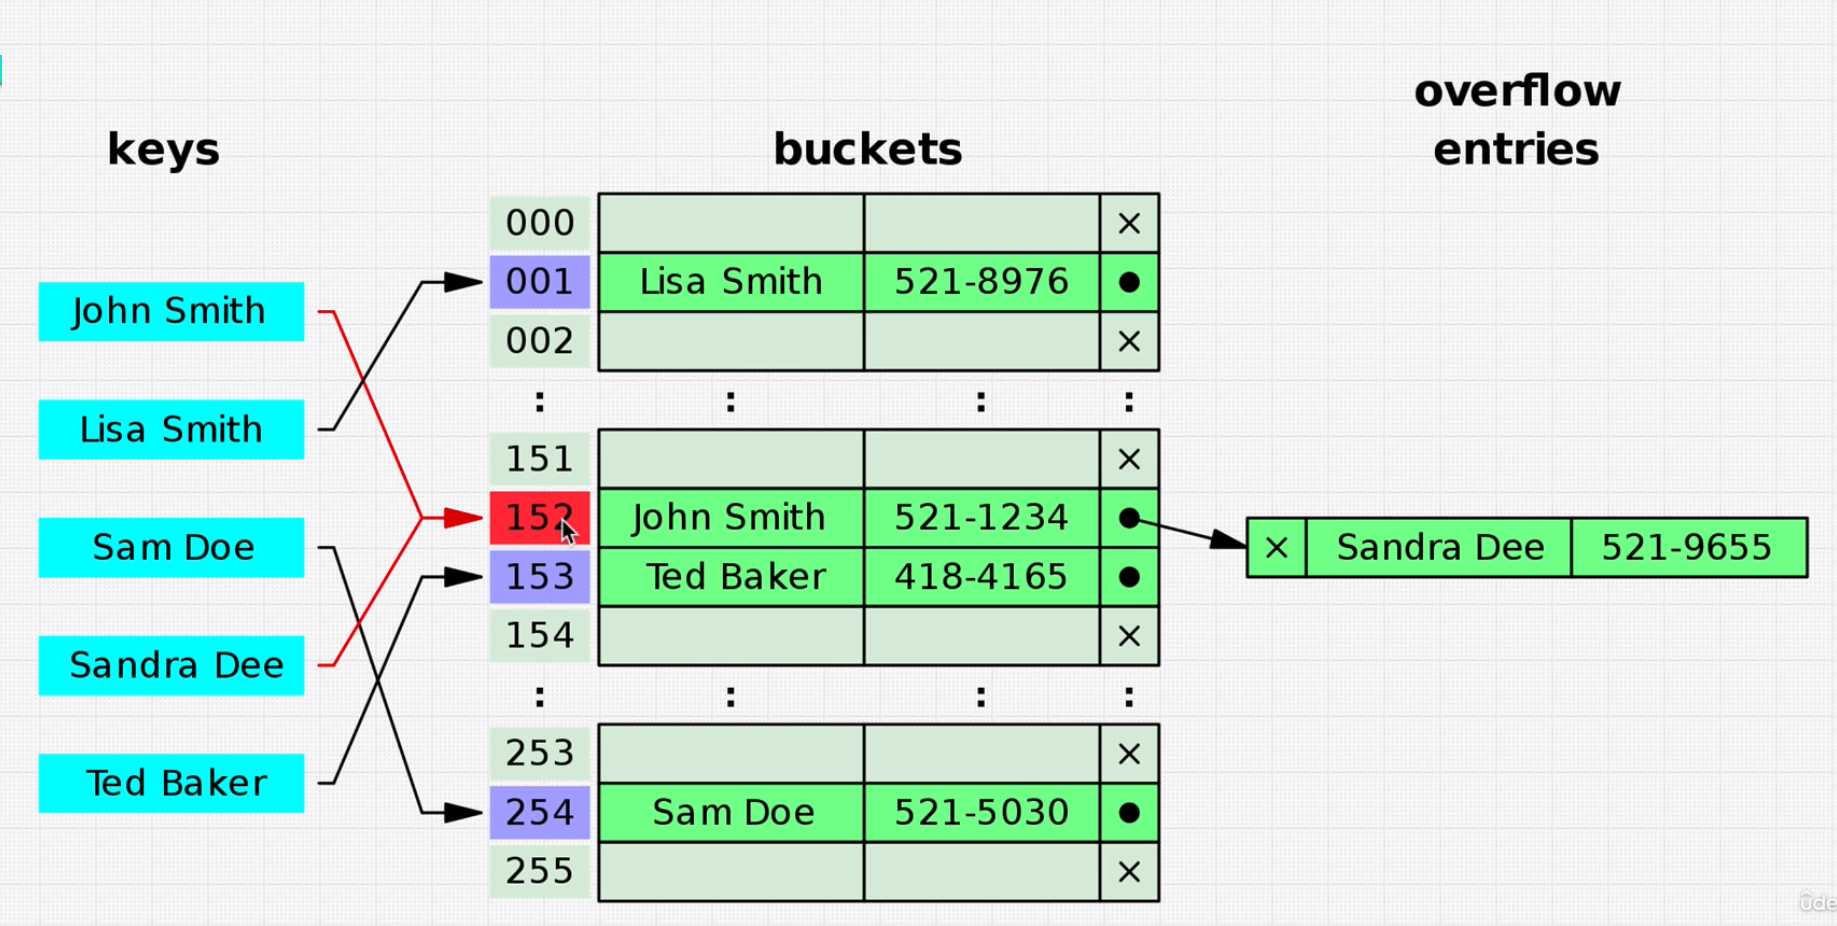 overflow
entries
keys
buckets
000 ×
001 Lisa Smith 521-8976
002 ×
: : : :
151 ×
152 John Smith 521-1234
153 Ted Baker 418-4165
154 ×
: : : :
253 ×
254 Sam Doe 521-5030
255 ×
John Smith
Lisa Smith
Sam Doe
Sandra Dee
Ted Baker
× Sandra Dee 521-9655